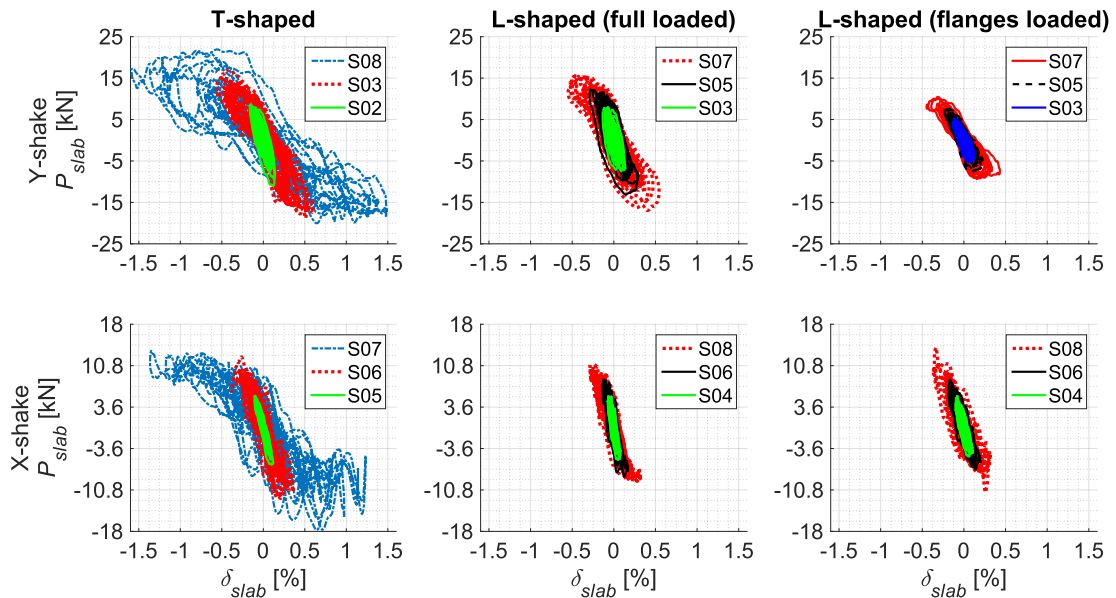 T-shaped
L-shaped (full loaded)
L-shaped (flanges loaded)
Y-shake
P_slab [kN]
25
15
5
-5
-15
-25
-1.5 -1 -0.5 0 0.5 1 1.5
S08
S03
S02
25
15
5
-5
-15
-25
-1.5 -1 -0.5 0 0.5 1 1.5
S07
S05
S03
25
15
5
-5
-15
-25
-1.5 -1 -0.5 0 0.5 1 1.5
S07
S05
S03
X-shake
P_slab [kN]
18
10.8
3.6
-3.6
-10.8
-18
-1.5 -1 -0.5 0 0.5 1 1.5
S07
S06
S05
δ_slab [%]
18
10.8
3.6
-3.6
-10.8
-18
-1.5 -1 -0.5 0 0.5 1 1.5
S08
S06
S04
δ_slab [%]
18
10.8
3.6
-3.6
-10.8
-18
-1.5 -1 -0.5 0 0.5 1 1.5
S08
S06
S04
δ_slab [%]